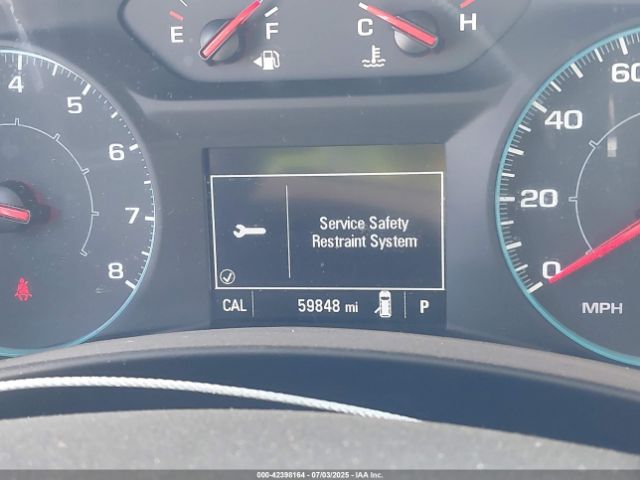 E
F
C
H
4
5
6
7
8
60
40
20
0
MPH
Service Safety
Restraint System
CAL
59848 mi
P
000-42398164 - 07/03/2025 - IAA Inc.